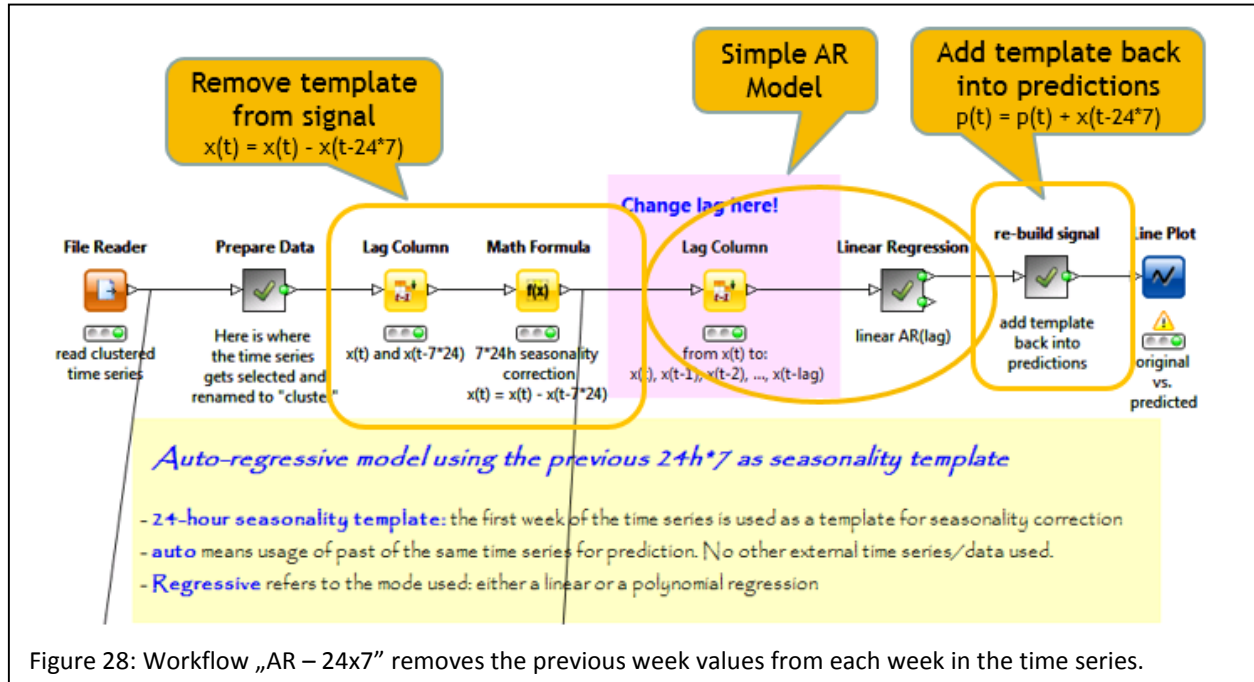 Remove template
from signal
x(t) = x(t) - x(t-24*7)
Simple AR
Model
Add template back
into predictions
p(t) = p(t) + x(t-24*7)
Change lag here!
File Reader
Prepare Data
Lag Column
Math Formula
Lag Column
Linear Regression
re-build signal
Line Plot
read clustered
time series
Here is where
the time series
gets selected and
renamed to "cluste "
x(t) and x(t-7*24)
7*24h seasonality
correction
x(t) = x(t) - x(t-7*24)
from x(t) to:
x(t), x(t-1), x(t-2), ..., x(t-lag)
linear AR(lag)
add template
back into
predictions
original
vs.
predicted
Auto-regressive model using the previous 24h*7 as seasonality template
- 24-hour seasonality template: the first week of the time series is used as a template for seasonality correction
- auto means usage of past of the same time series for prediction. No other external time series/data used.
- Regressive refers to the mode used: either a linear or a polynomial regression
Figure 28: Workflow „AR – 24x7” removes the previous week values from each week in the time series.